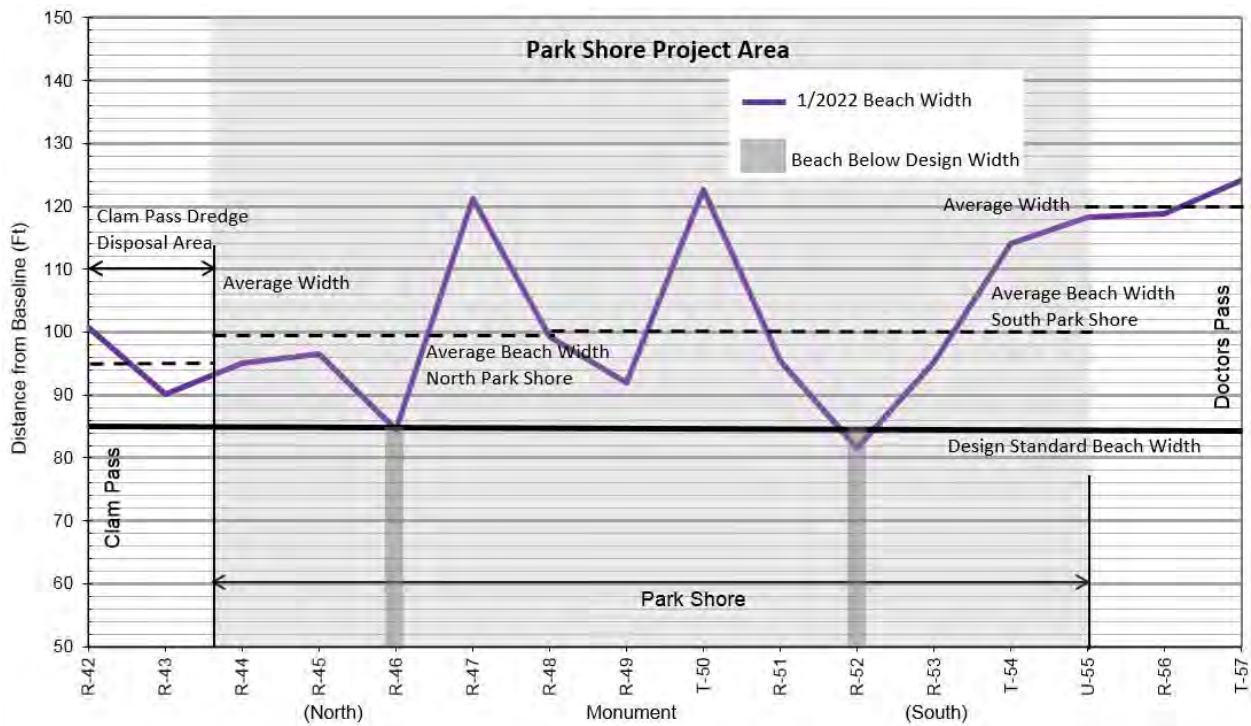 Park Shore Project Area
1/2022 Beach Width
Beach Below Design Width
Clam Pass Dredge
Disposal Area
Average Width
Average Width
Average Beach Width
North Park Shore
Average Beach Width
South Park Shore
Design Standard Beach Width
Clam Pass
Doctors Pass
Park Shore
Distance from Baseline (Ft)
150
140
130
120
110
100
90
80
70
60
50
R-42
R-43
R-44
R-45
R-46
R-47
R-48
R-49
T-50
R-51
R-52
R-53
T-54
U-55
R-56
T-57
(North) Monument (South)